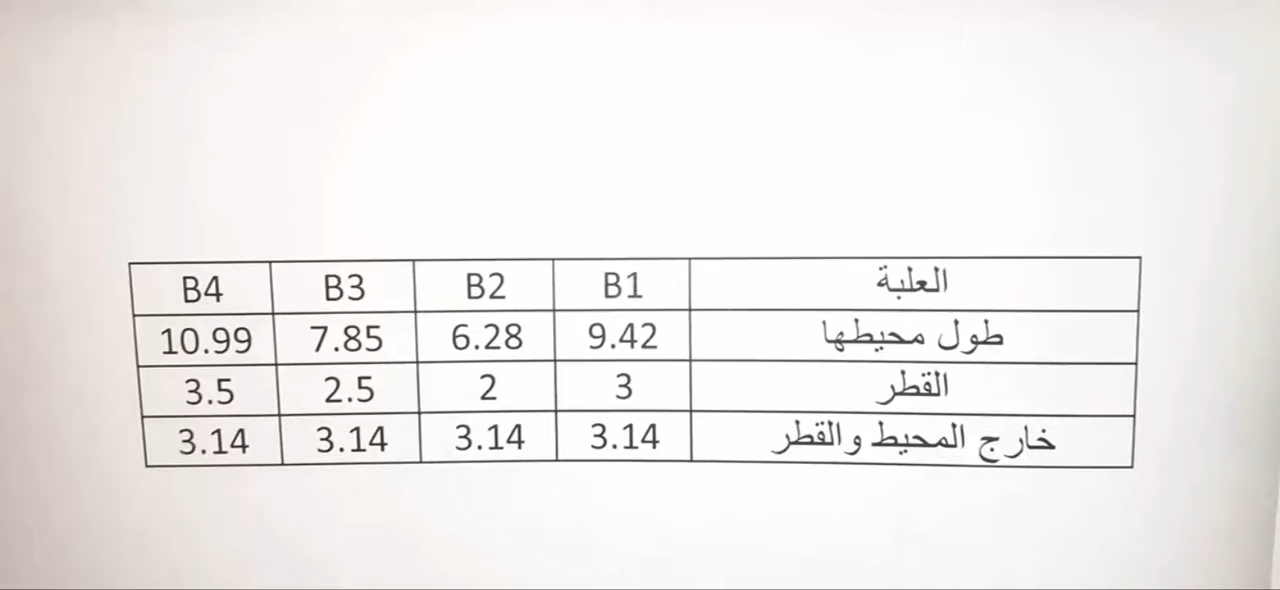 العلبة B1 B2 B3 B4
طول محيطها 9.42 6.28 7.85 10.99
القطر 3 2 2.5 3.5
خارج المحيط والقطر 3.14 3.14 3.14 3.14